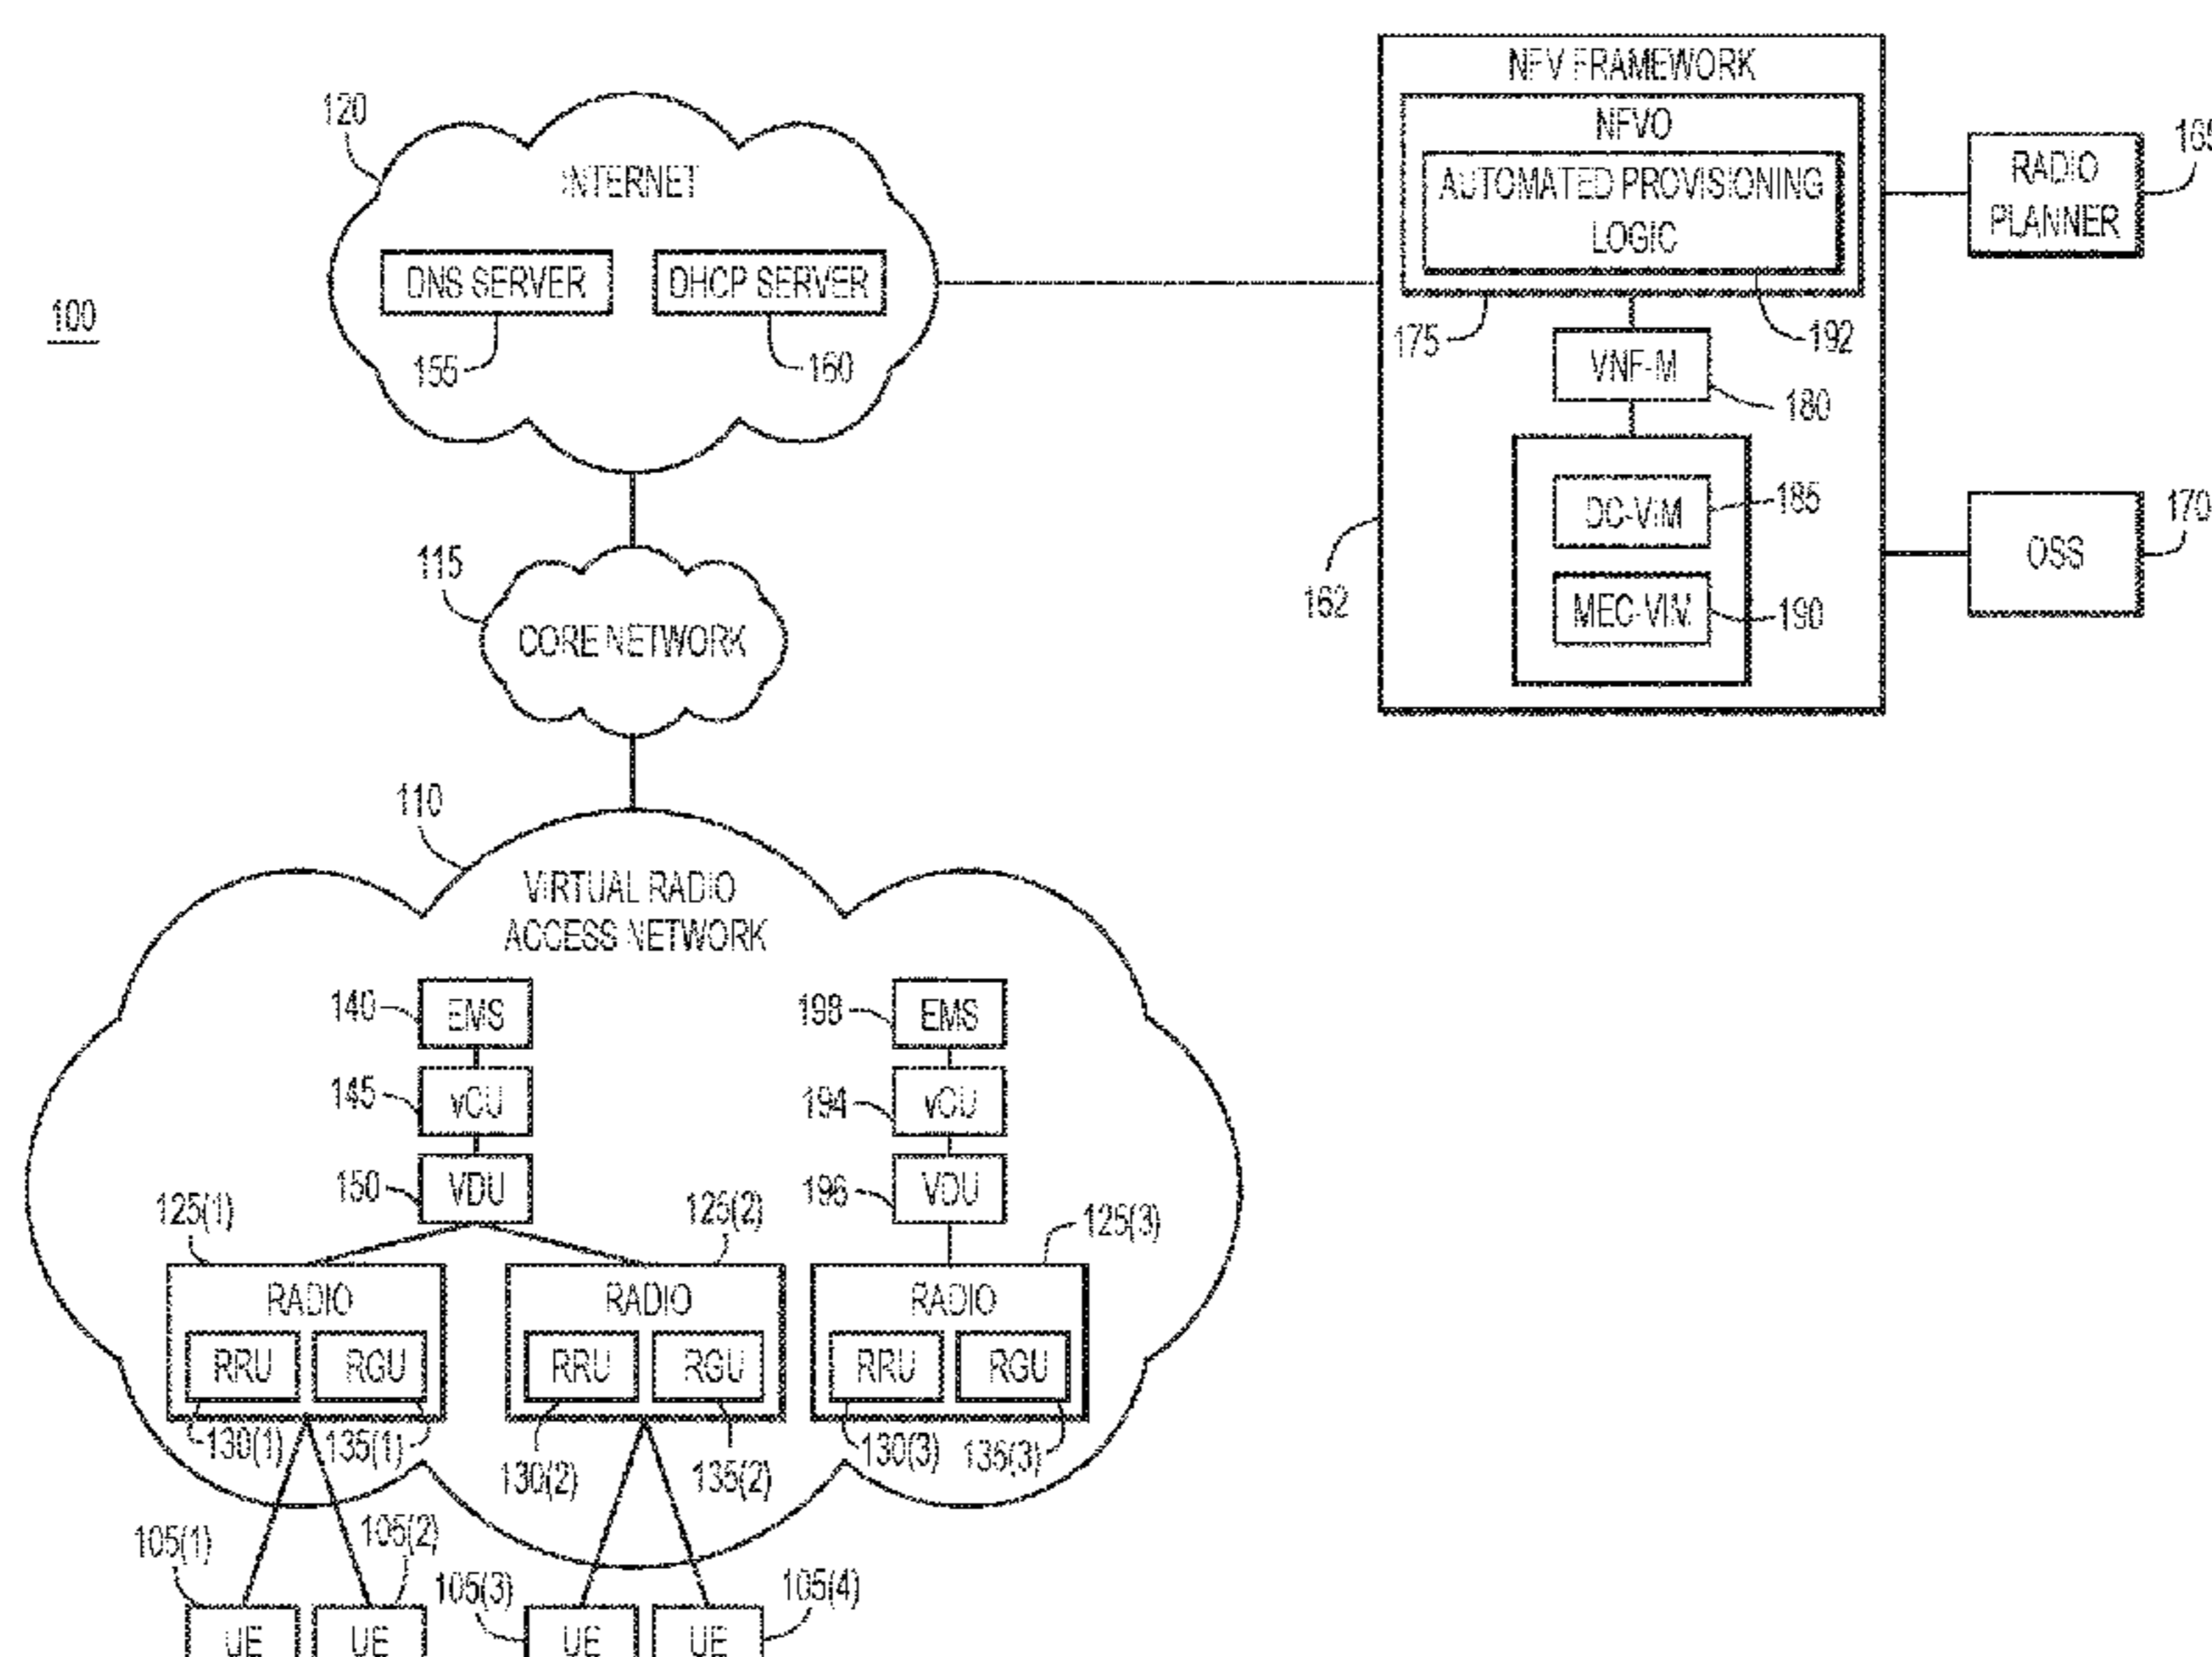 100
120
INTERNET
DNS SERVER
DHCP SERVER
155
160
NFV FRAMEWORK
NFVO
AUTOMATED PROVISIONING
LOGIC
175
192
VNF-M
180
DC-VIM
185
MEC-VIM
190
162
RADIO
PLANNER
165
OSS
170
115
CORE NETWORK
110
VIRTUAL RADIO
ACCESS NETWORK
140
EMS
198
EMS
145
vCU
194
vCU
150
VDU
196
VDU
125(1)
125(2)
125(3)
RADIO
RADIO
RADIO
RRU
RGU
RRU
RGU
RRU
RGU
130(1)
135(1)
130(2)
135(2)
130(3)
135(3)
105(1)
105(2)
105(3)
105(4)
UE
UE
UE
UE